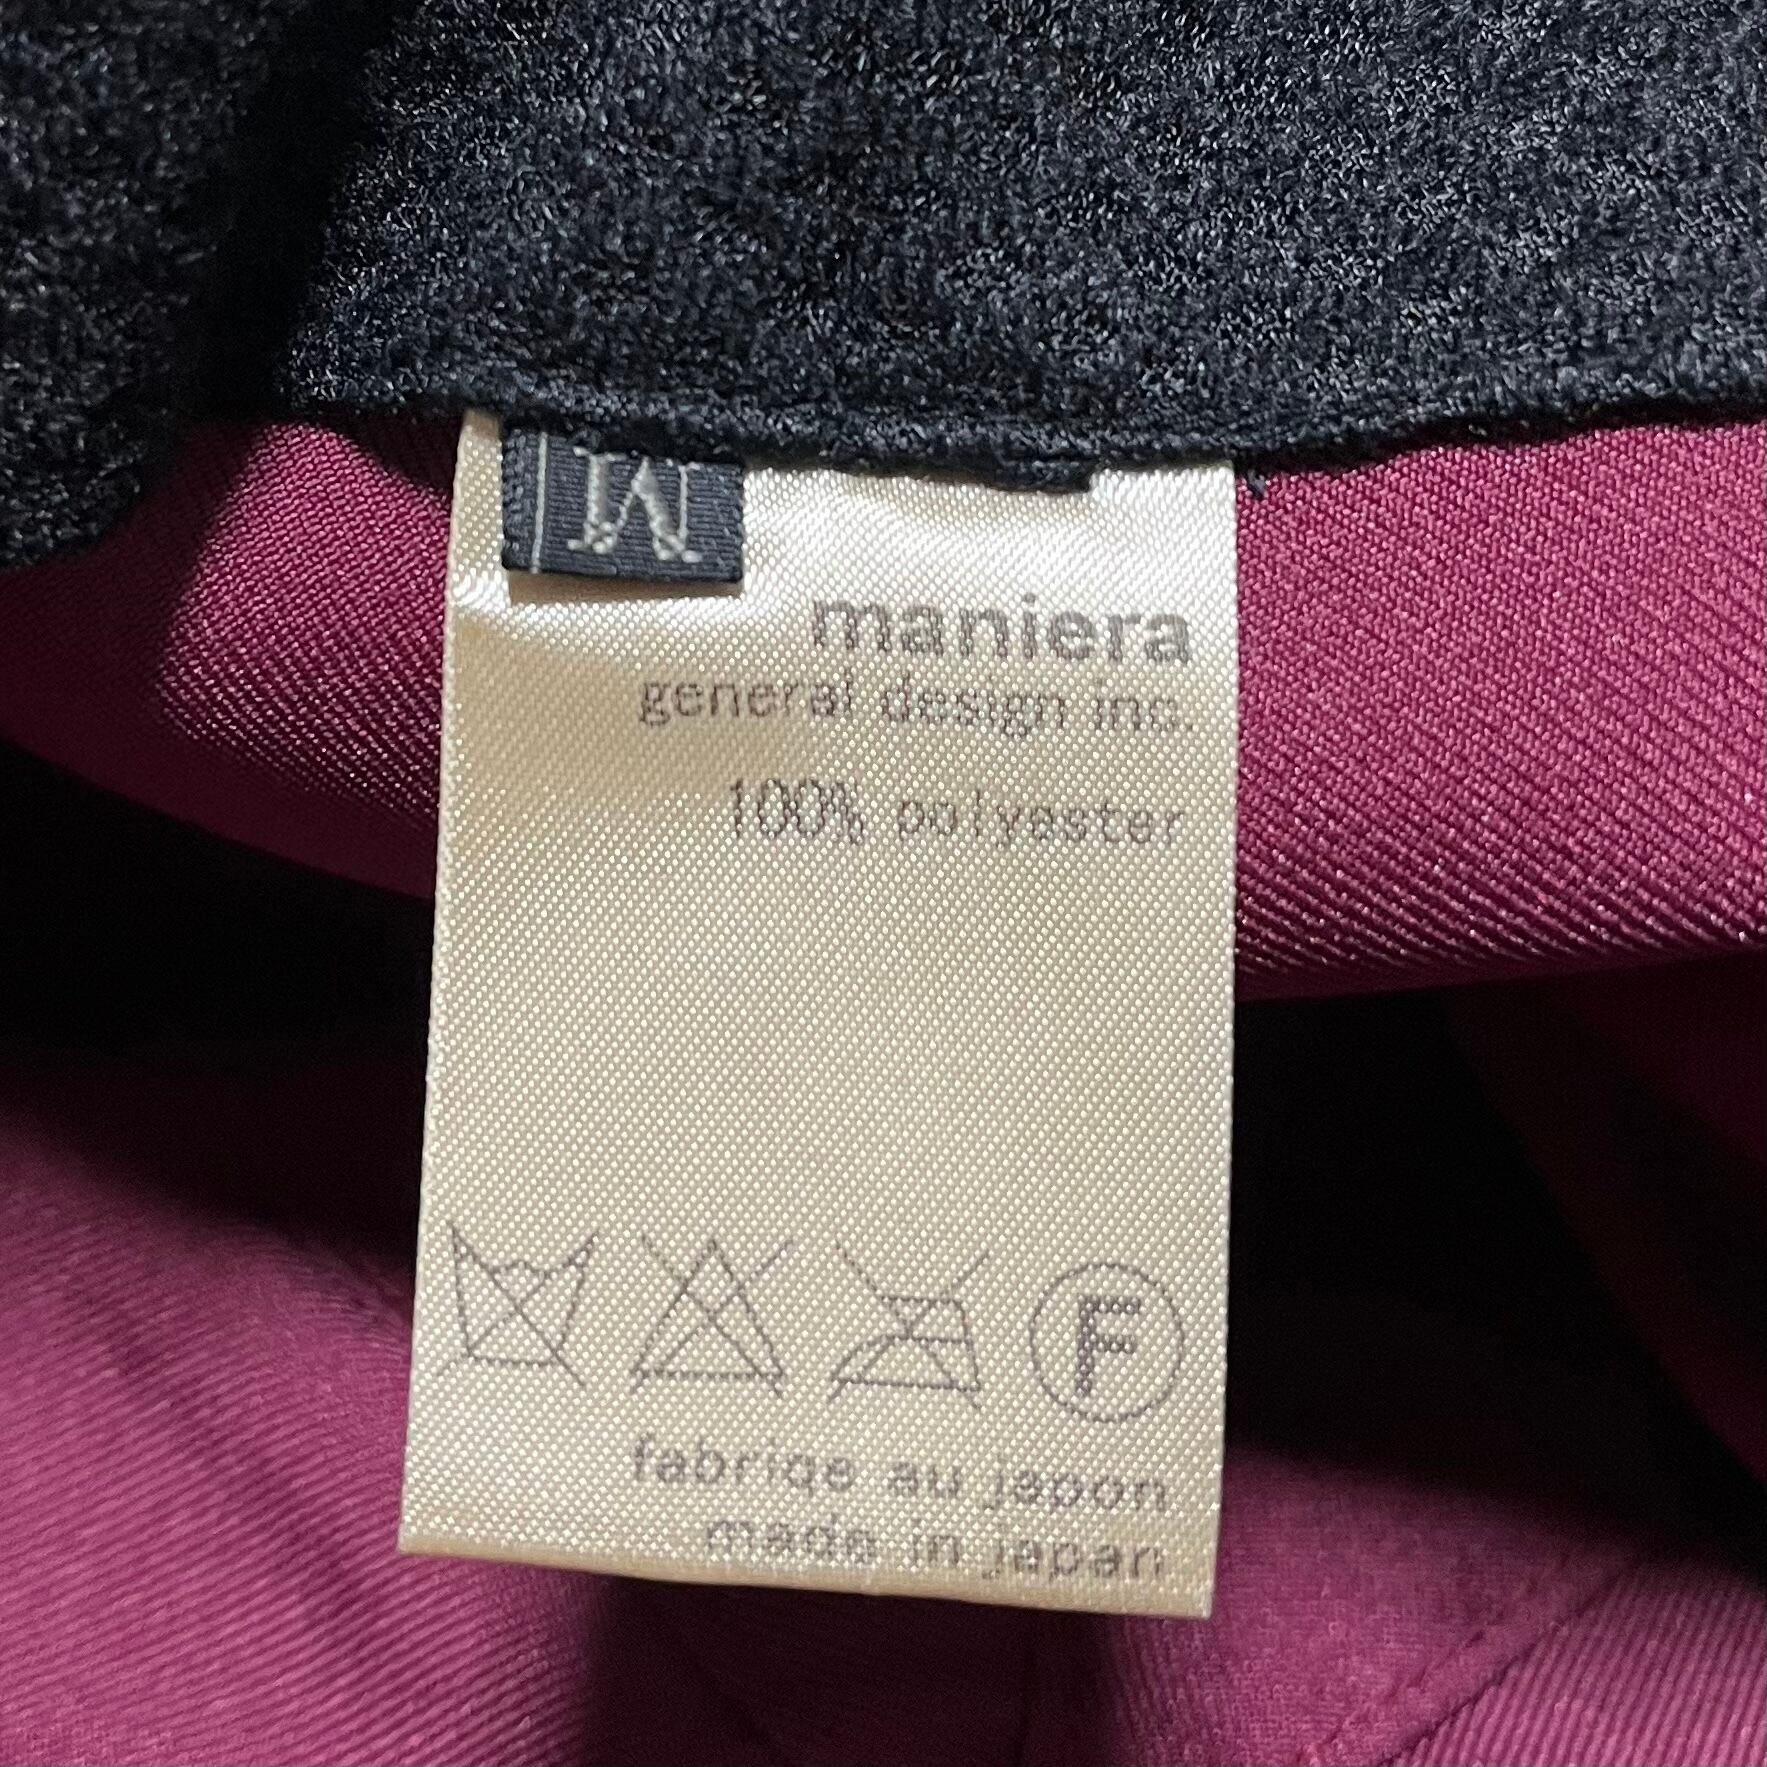 M
maniera
general design inc.
100% polyester
F
fabriqe au japon
made in japan